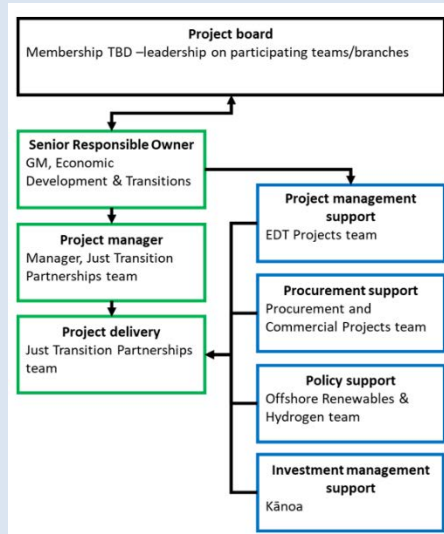 Project board
Membership TBD –leadership on participating teams/branches
Senior Responsible Owner
GM, Economic
Development & Transitions
Project manager
Manager, Just Transition
Partnerships team
Project delivery
Just Transition Partnerships
team
Project management
support
EDT Projects team
Procurement support
Procurement and
Commercial Projects team
Policy support
Offshore Renewables &
Hydrogen team
Investment management
support
Kānoa